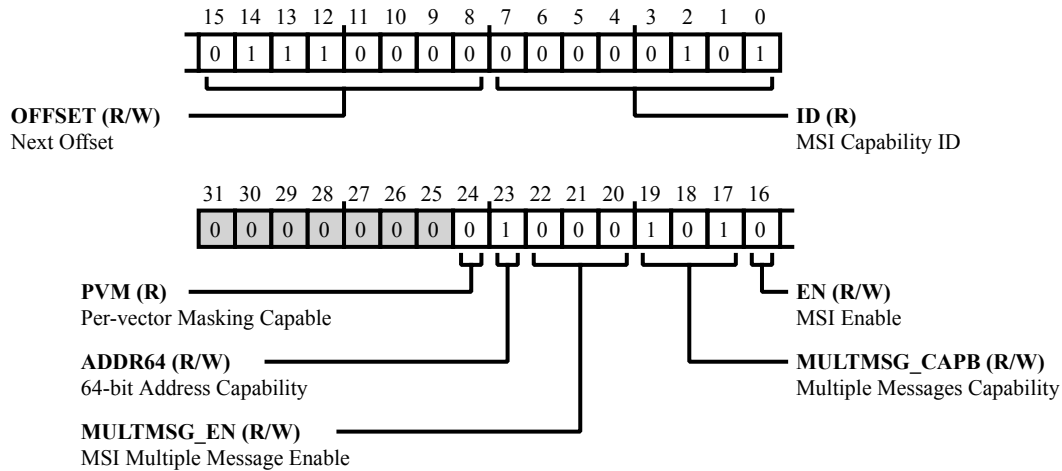 15 14 13 12 11 10 9 8 7 6 5 4 3 2 1 0
0 1 1 1 0 0 0 0 0 0 0 0 0 1 0 1
OFFSET (R/W)
Next Offset
ID (R)
MSI Capability ID
31 30 29 28 27 26 25 24 23 22 21 20 19 18 17 16
0 0 0 0 0 0 0 0 1 0 0 0 1 0 1 0
PVM (R)
Per-vector Masking Capable
EN (R/W)
MSI Enable
ADDR64 (R/W)
64-bit Address Capability
MULTMSG_CAPB (R/W)
Multiple Messages Capability
MULTMSG_EN (R/W)
MSI Multiple Message Enable